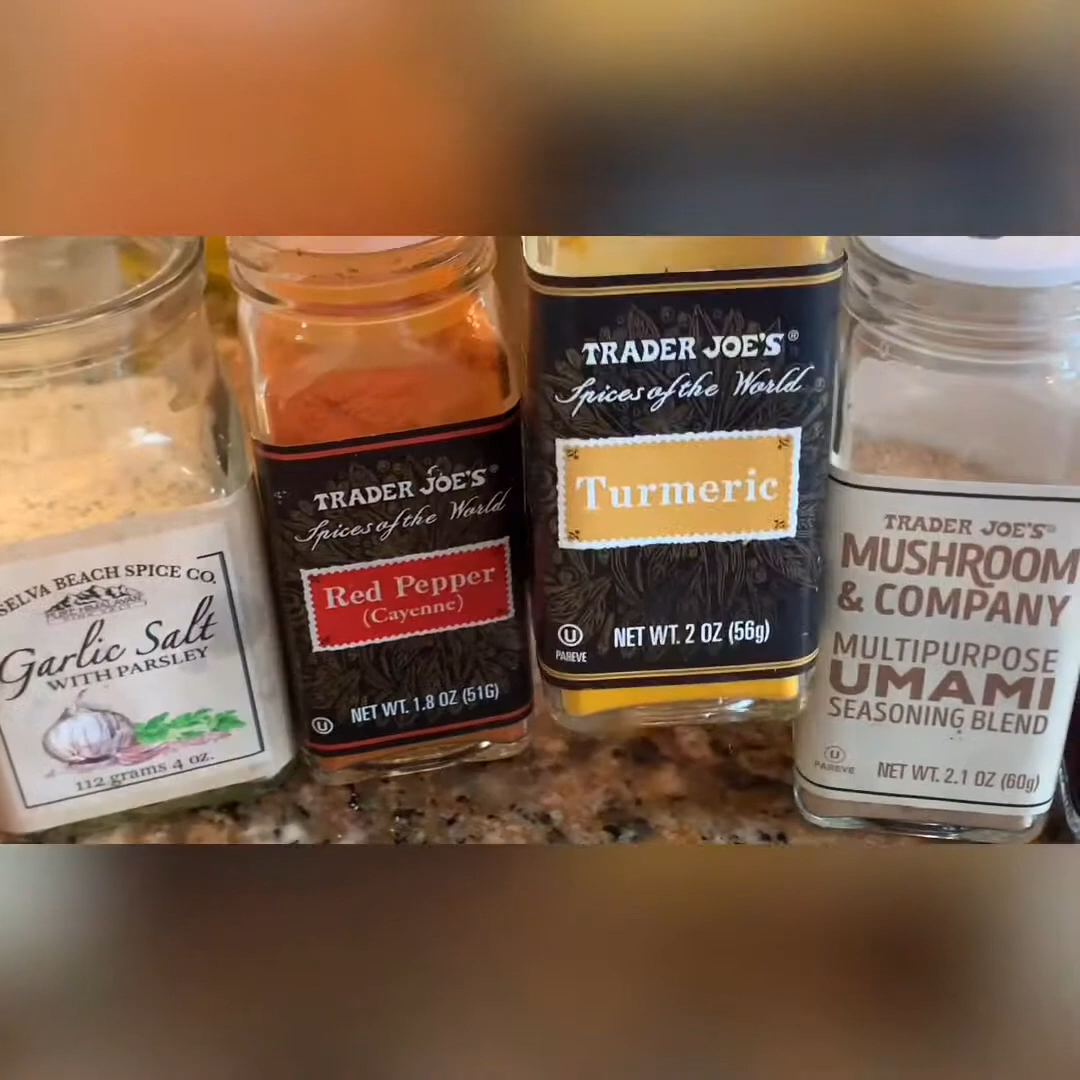 SELVA BEACH SPICE CO.
Garlic Salt
WITH PARSLEY
112 grams 4 oz.
TRADER JOE'S®
Spices of the World
Red Pepper
(Cayenne)
U
NET WT. 1.8 OZ (51G)
TRADER JOE'S®
Spices of the World
Turmeric
U
PAREVE
NET WT. 2 OZ (56g)
TRADER JOE'S®
MUSHROOM
& COMPANY
MULTIPURPOSE
UMAMI
SEASONING BLEND
U
PAREVE
NET WT. 2.1 OZ (60g)